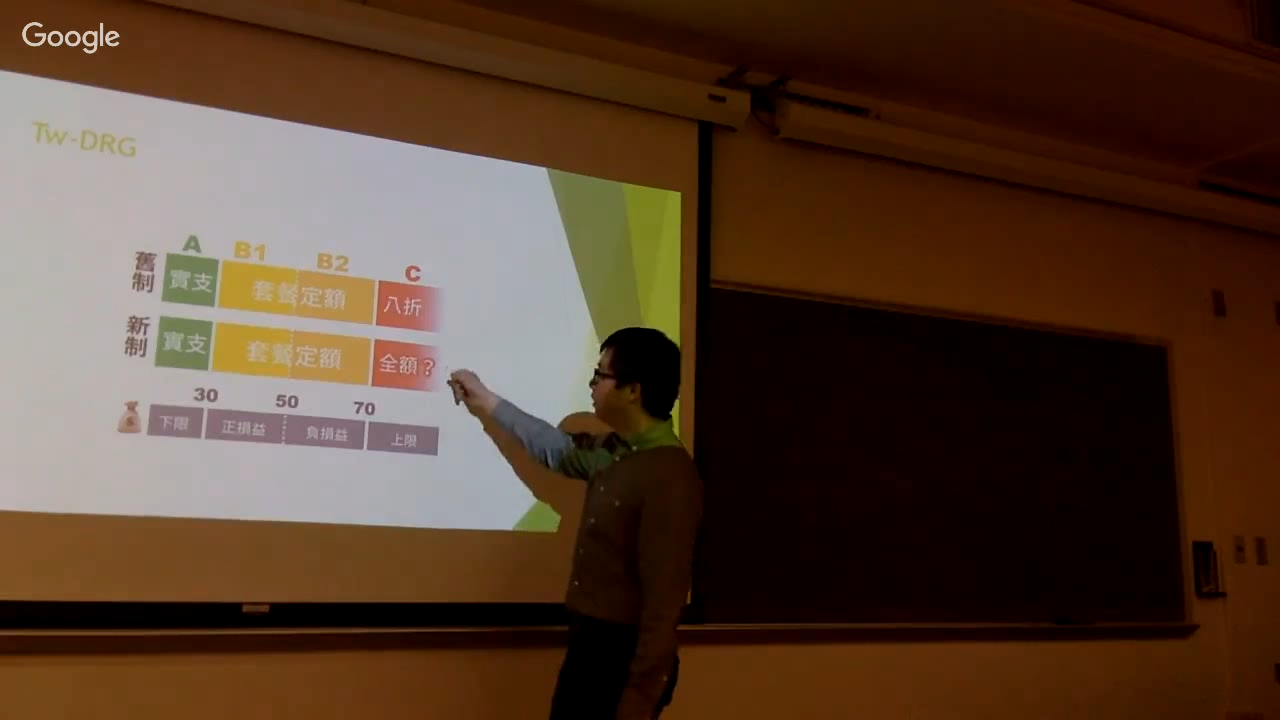 Google
Tw-DRG
A B1 B2 C
舊制 實支 套餐定額 八折
新制 實支 套餐定額 全額？
30 50 70
$ 下限 正損益 負損益 上限